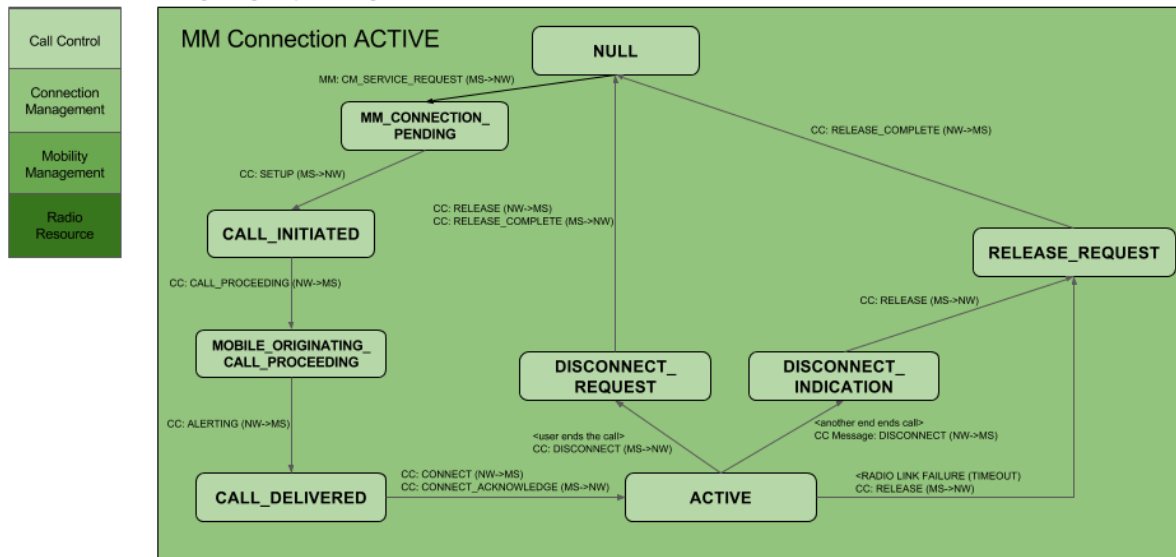 Call Control
Connection
Management
Mobility
Management
Radio
Resource
MM Connection ACTIVE
NULL
MM: CM_SERVICE_REQUEST (MS->NW)
MM_CONNECTION_
PENDING
CC: RELEASE_COMPLETE (NW->MS)
CC: SETUP (MS->NW)
CC: RELEASE (NW->MS)
CC: RELEASE_COMPLETE (MS->NW)
CALL_INITIATED
RELEASE_REQUEST
CC: CALL_PROCEEDING (NW->MS)
CC: RELEASE (MS->NW)
MOBILE_ORIGINATING_
CALL_PROCEEDING
DISCONNECT_
REQUEST
DISCONNECT_
INDICATION
CC: ALERTING (NW->MS)
<user ends the call>
CC: DISCONNECT (MS->NW)
<another end ends call>
CC Message: DISCONNECT (NW->MS)
CALL_DELIVERED
CC: CONNECT (NW->MS)
CC: CONNECT_ACKNOWLEDGE (MS->NW)
ACTIVE
<RADIO LINK FAILURE (TIMEOUT)
CC: RELEASE (MS->NW)